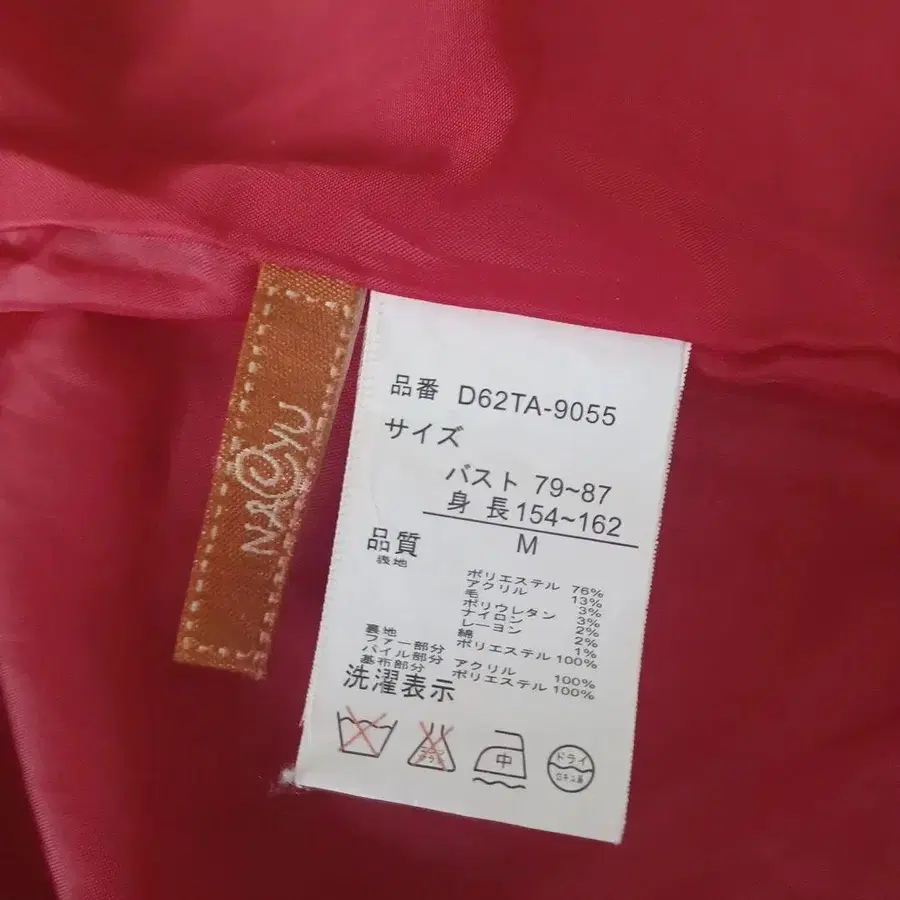 NACYU
品番 D62TA-9055
サイズ
バスト 79~87
身 長 154~162
M
品質
表地
ポリエステル 76%
アクリル 13%
毛 3%
ポリウレタン 3%
ナイロン 2%
レーヨン 2%
綿 1%
裏地 ポリエステル 100%
ファー部分
パイル部分 アクリル 100%
基布部分 ポリエステル 100%
洗濯表示
中
ドライ